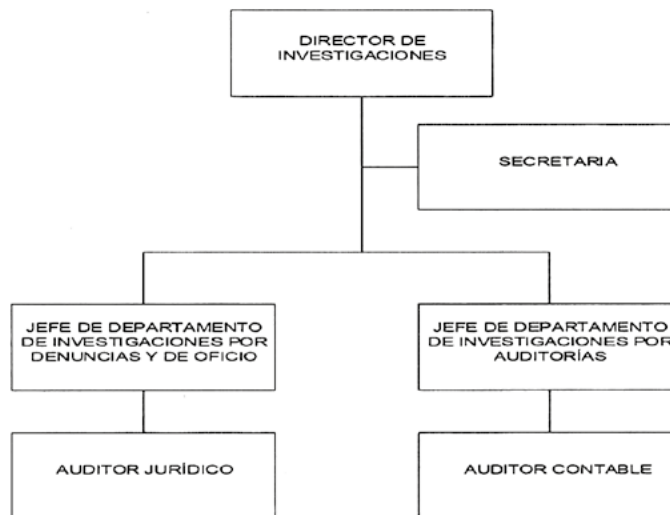 DIRECTOR DE
INVESTIGACIONES
SECRETARIA
JEFE DE DEPARTAMENTO
DE INVESTIGACIONES POR
DENUNCIAS Y DE OFICIO
JEFE DE DEPARTAMENTO
DE INVESTIGACIONES POR
AUDITORÍAS
AUDITOR JURÍDICO
AUDITOR CONTABLE